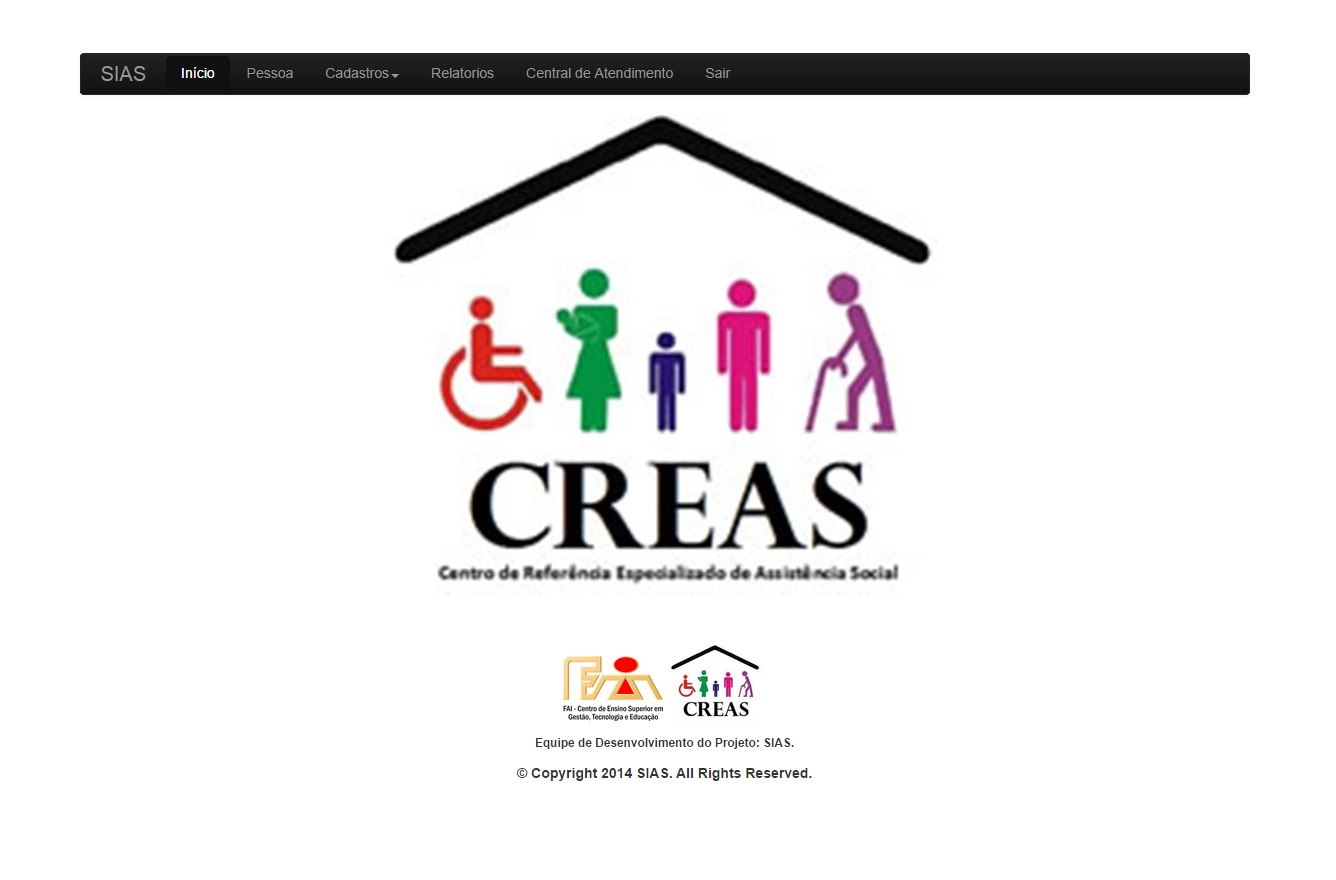 SIAS Início Pessoa Cadastros Relatorios Central de Atendimento Sair
CREAS
Centro de Referência Especializado de Assistência Social
FAI
FAI - Centro de Ensino Superior em
Gestão, Tecnologia e Educação
CREAS
Equipe de Desenvolvimento do Projeto: SIAS.
© Copyright 2014 SIAS. All Rights Reserved.